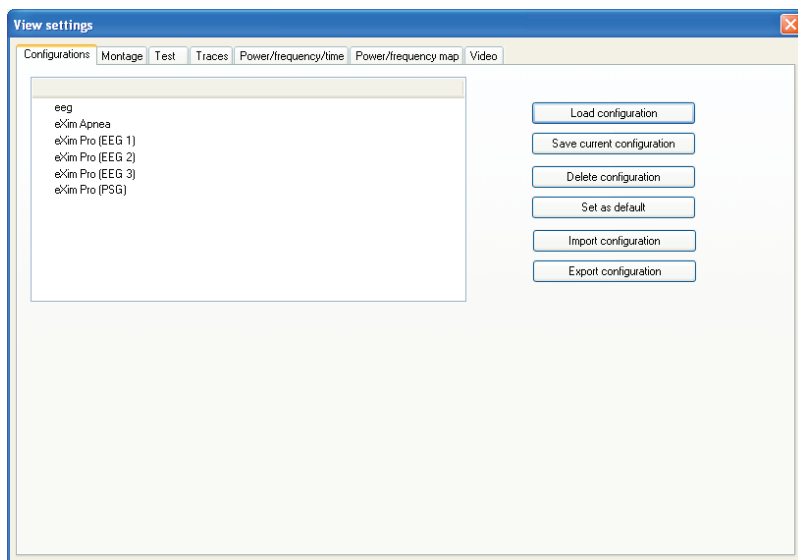 View settings
Configurations Montage Test Traces Power/frequency/time Power/frequency map Video
eeg
eXim Apnea
eXim Pro (EEG 1)
eXim Pro (EEG 2)
eXim Pro (EEG 3)
eXim Pro (PSG)
Load configuration
Save current configuration
Delete configuration
Set as default
Import configuration
Export configuration